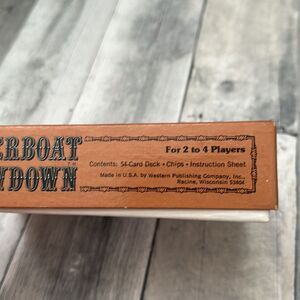 ERBOAT
WDOWN
For 2 to 4 Players
Contents: 54-Card Deck • Chips • Instruction Sheet
Made in U.S.A. by Western Publishing Company, Inc.,
Racine, Wisconsin 53404